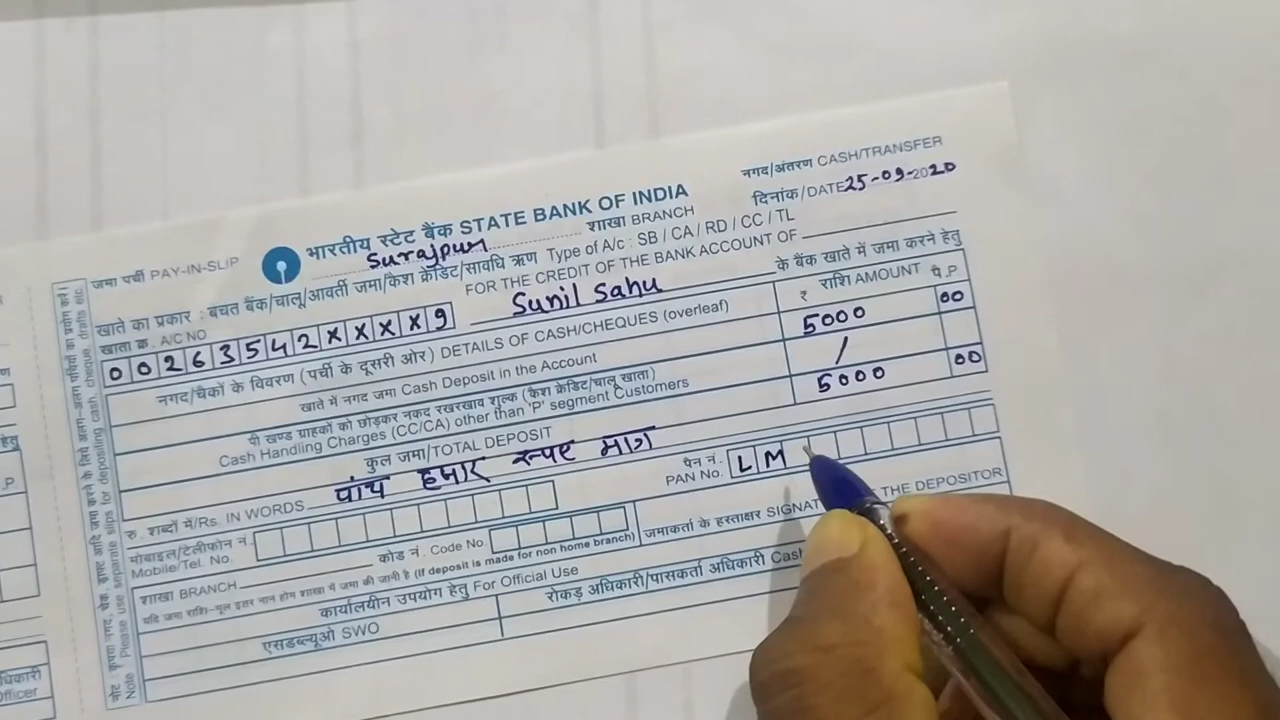 नगद/अंतरण CASH/TRANSFER
जमा पर्ची PAY-IN-SLIP
भारतीय स्टेट बैंक STATE BANK OF INDIA
दिनांक/DATE 25-09-2020
Surajpur शाखा BRANCH
खाते का प्रकार : बचत बैंक/चालू/आवर्ती जमा/कैश क्रेडिट/सावधि ऋण Type of A/c : SB / CA / RD / CC / TL
खाता क्र. A/C NO
FOR THE CREDIT OF THE BANK ACCOUNT OF
0 0 2 6 3 5 4 2 X X X X 9
Sunil Sahu के बैंक खाते में जमा करने हेतु
नगद/चैकों के विवरण (पर्ची के दूसरी ओर) DETAILS OF CASH/CHEQUES (overleaf)
₹ राशि AMOUNT पै.P
खाते में नगद जमा Cash Deposit in the Account
5000 00
पी खण्ड ग्राहकों को छोड़कर नकद रखरखाव शुल्क (कैश क्रेडिट/चालू खाता)
Cash Handling Charges (CC/CA) other than 'P' segment Customers
/
कुल जमा/TOTAL DEPOSIT
5000 00
रु. शब्दों में/Rs. IN WORDS पांच हजार रूपए मात्र
पैन नं.
PAN No. L M
मोबाइल/टेलीफोन नं.
Mobile/Tel. No.
शाखा BRANCH
कोड नं. Code No.
जमाकर्ता के हस्ताक्षर SIGNAT THE DEPOSITOR
यदि जमा राशि मूल इतर नान होम शाखा में जमा की जानी है (If deposit is made for non home branch)
कार्यालयीन उपयोग हेतु For Official Use
एसडब्ल्यूओ SWO
रोकड़ अधिकारी/पासकर्ता अधिकारी Cash
Note : Please use separate slips for depositing cash, cheque, drafts etc.
हेतु
.P.
धिकारी
Officer